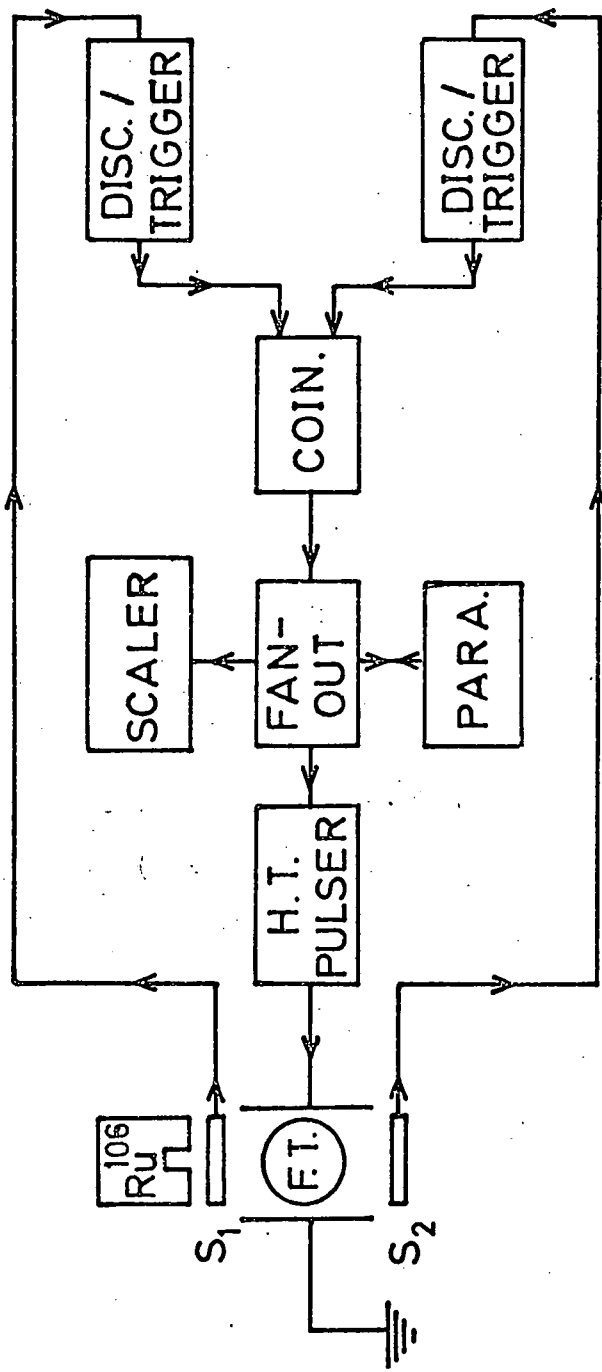 106
Ru
S1
F.T.
S2
H.T.
PULSER
SCALER
FAN-
OUT
PARA.
COIN.
DISC./
TRIGGER
DISC./
TRIGGER